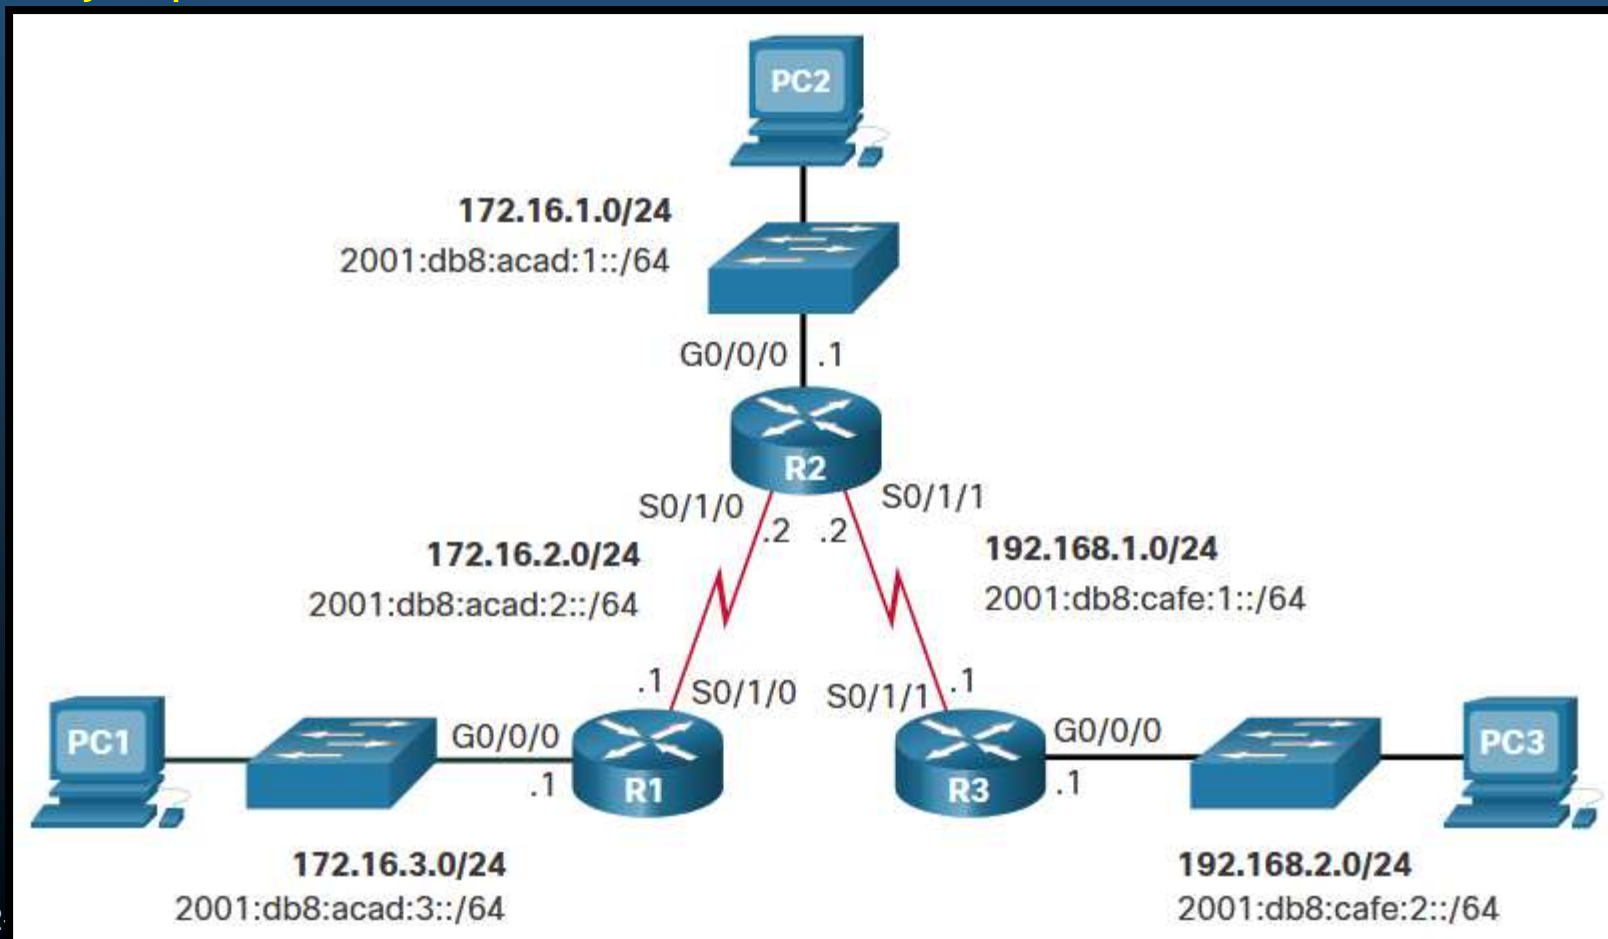 PC2
172.16.1.0/24
2001:db8:acad:1::/64
G0/0/0 .1
R2
S0/1/0 .2 .2 S0/1/1
172.16.2.0/24
2001:db8:acad:2::/64
192.168.1.0/24
2001:db8:cafe:1::/64
.1 S0/1/0 S0/1/1 .1
PC1
G0/0/0
.1
R1
R3
G0/0/0
.1
PC3
172.16.3.0/24
2001:db8:acad:3::/64
192.168.2.0/24
2001:db8:cafe:2::/64